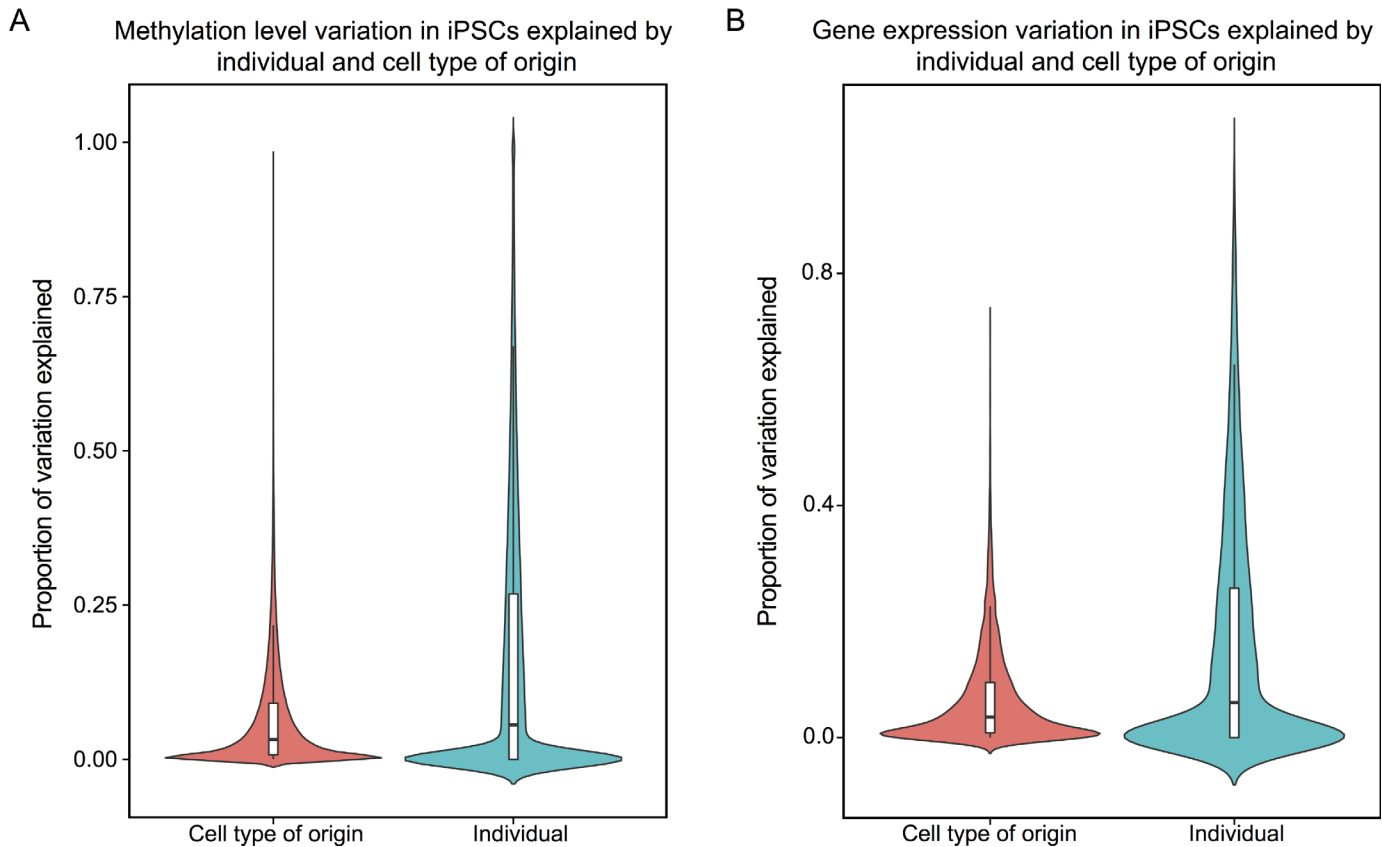 A
Methylation level variation in iPSCs explained by
individual and cell type of origin
Proportion of variation explained
1.00
0.75
0.50
0.25
0.00
Cell type of origin
Individual
B
Gene expression variation in iPSCs explained by
individual and cell type of origin
Proportion of variation explained
0.8
0.4
0.0
Cell type of origin
Individual